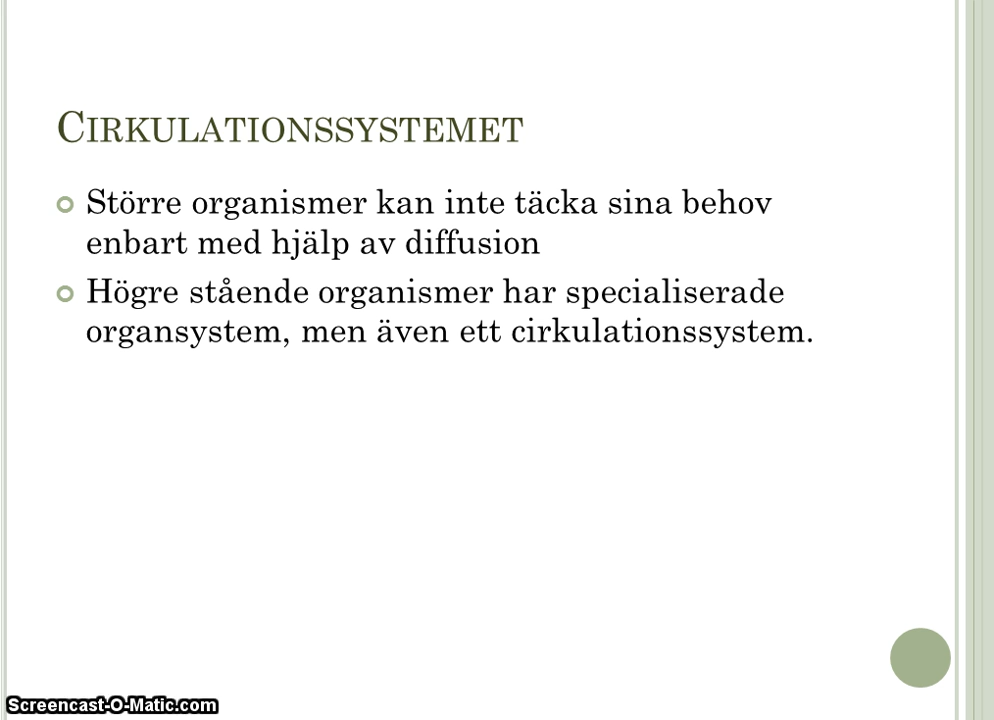 CIRKULATIONSSYSTEMET
Större organismer kan inte täcka sina behov
enbart med hjälp av diffusion
Högre stående organismer har specialiserade
organsystem, men även ett cirkulationssystem.
Screencast-O-Matic.com